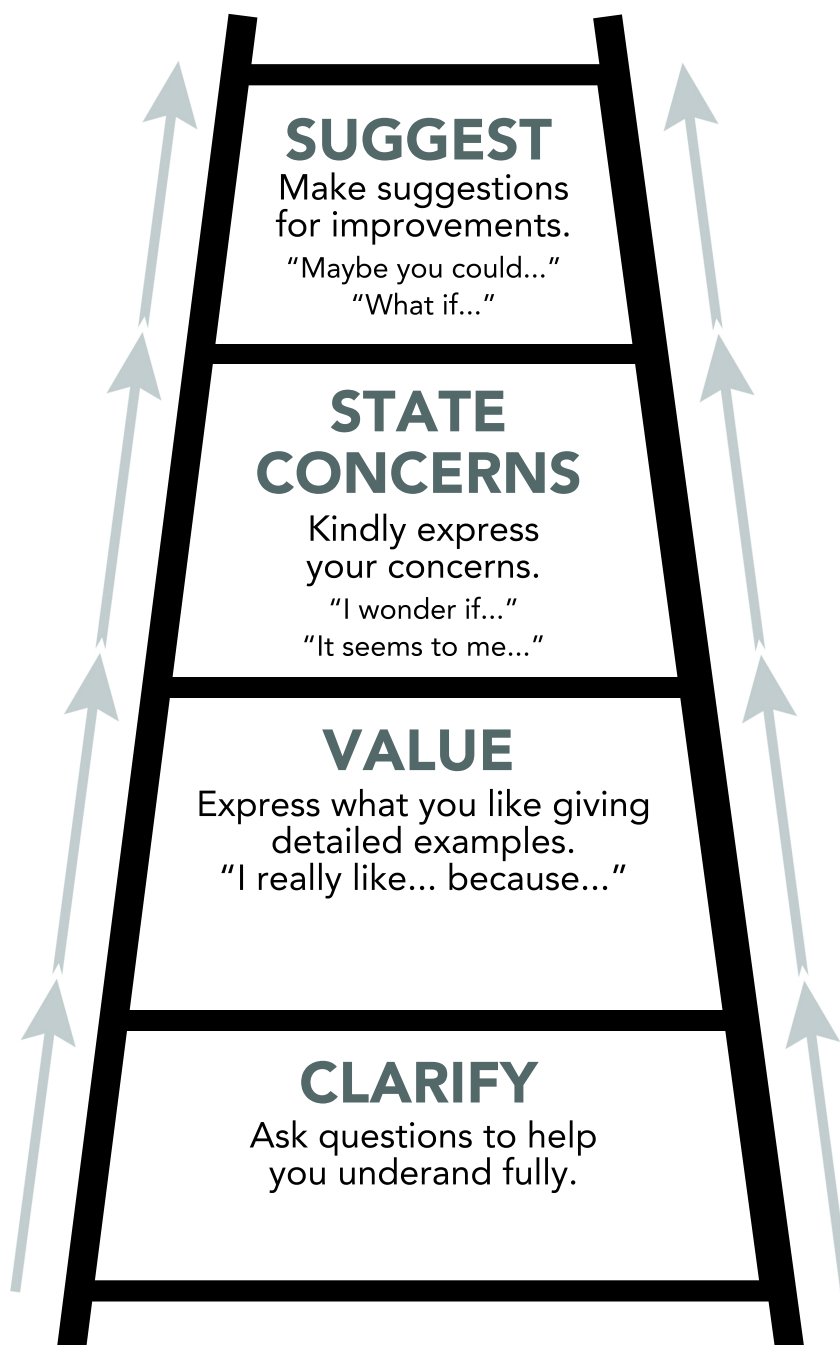 SUGGEST
Make suggestions
for improvements.
“Maybe you could...”
“What if...”
STATE
CONCERNS
Kindly express
your concerns.
“I wonder if...”
“It seems to me...”
VALUE
Express what you like giving
detailed examples.
“I really like... because...”
CLARIFY
Ask questions to help
you underand fully.